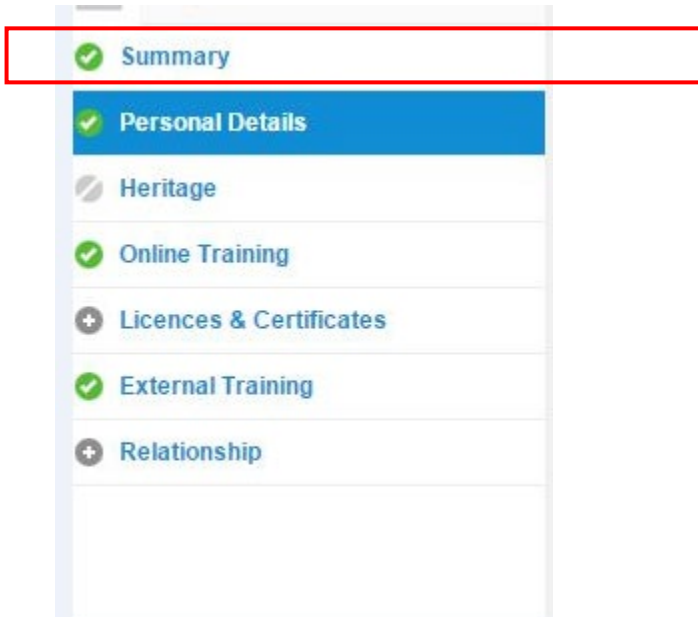 Summary
Personal Details
Heritage
Online Training
Licences & Certificates
External Training
Relationship